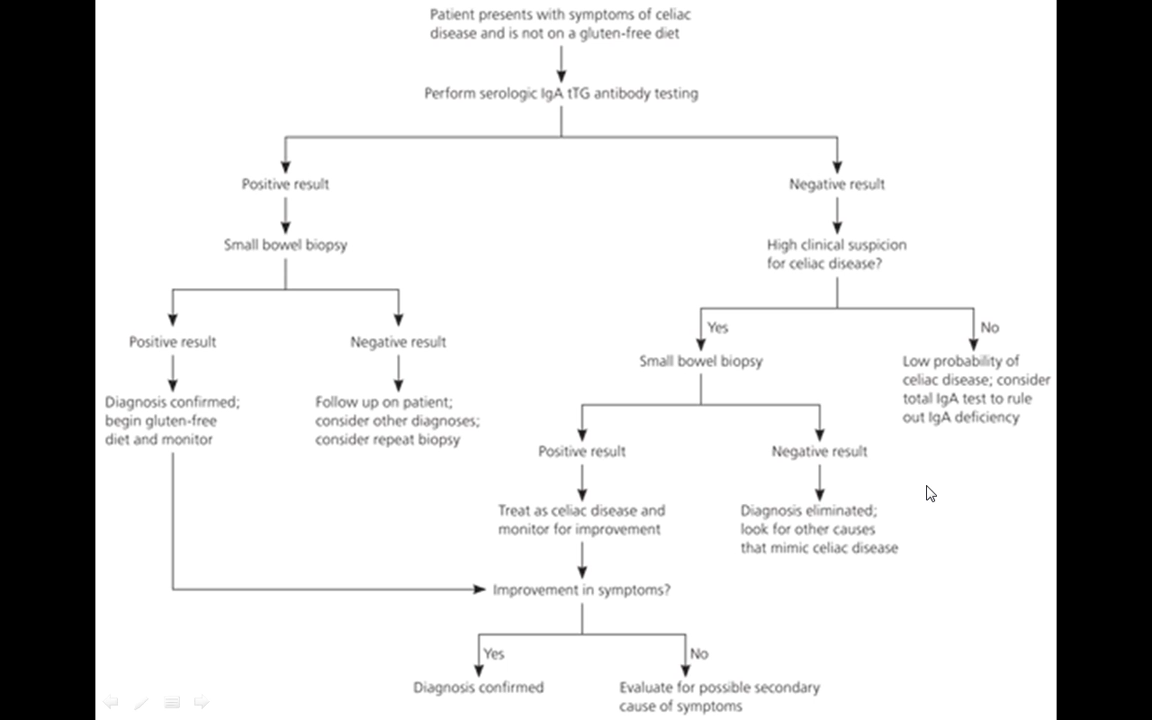 Patient presents with symptoms of celiac
disease and is not on a gluten-free diet
Perform serologic IgA tTG antibody testing
Positive result
Negative result
Small bowel biopsy
High clinical suspicion
for celiac disease?
Yes
No
Positive result
Negative result
Small bowel biopsy
Low probability of
celiac disease; consider
total IgA test to rule
out IgA deficiency
Diagnosis confirmed;
begin gluten-free
diet and monitor
Follow up on patient;
consider other diagnoses;
consider repeat biopsy
Positive result
Negative result
Treat as celiac disease and
monitor for improvement
Diagnosis eliminated;
look for other causes
that mimic celiac disease
Improvement in symptoms?
Yes
No
Diagnosis confirmed
Evaluate for possible secondary
cause of symptoms